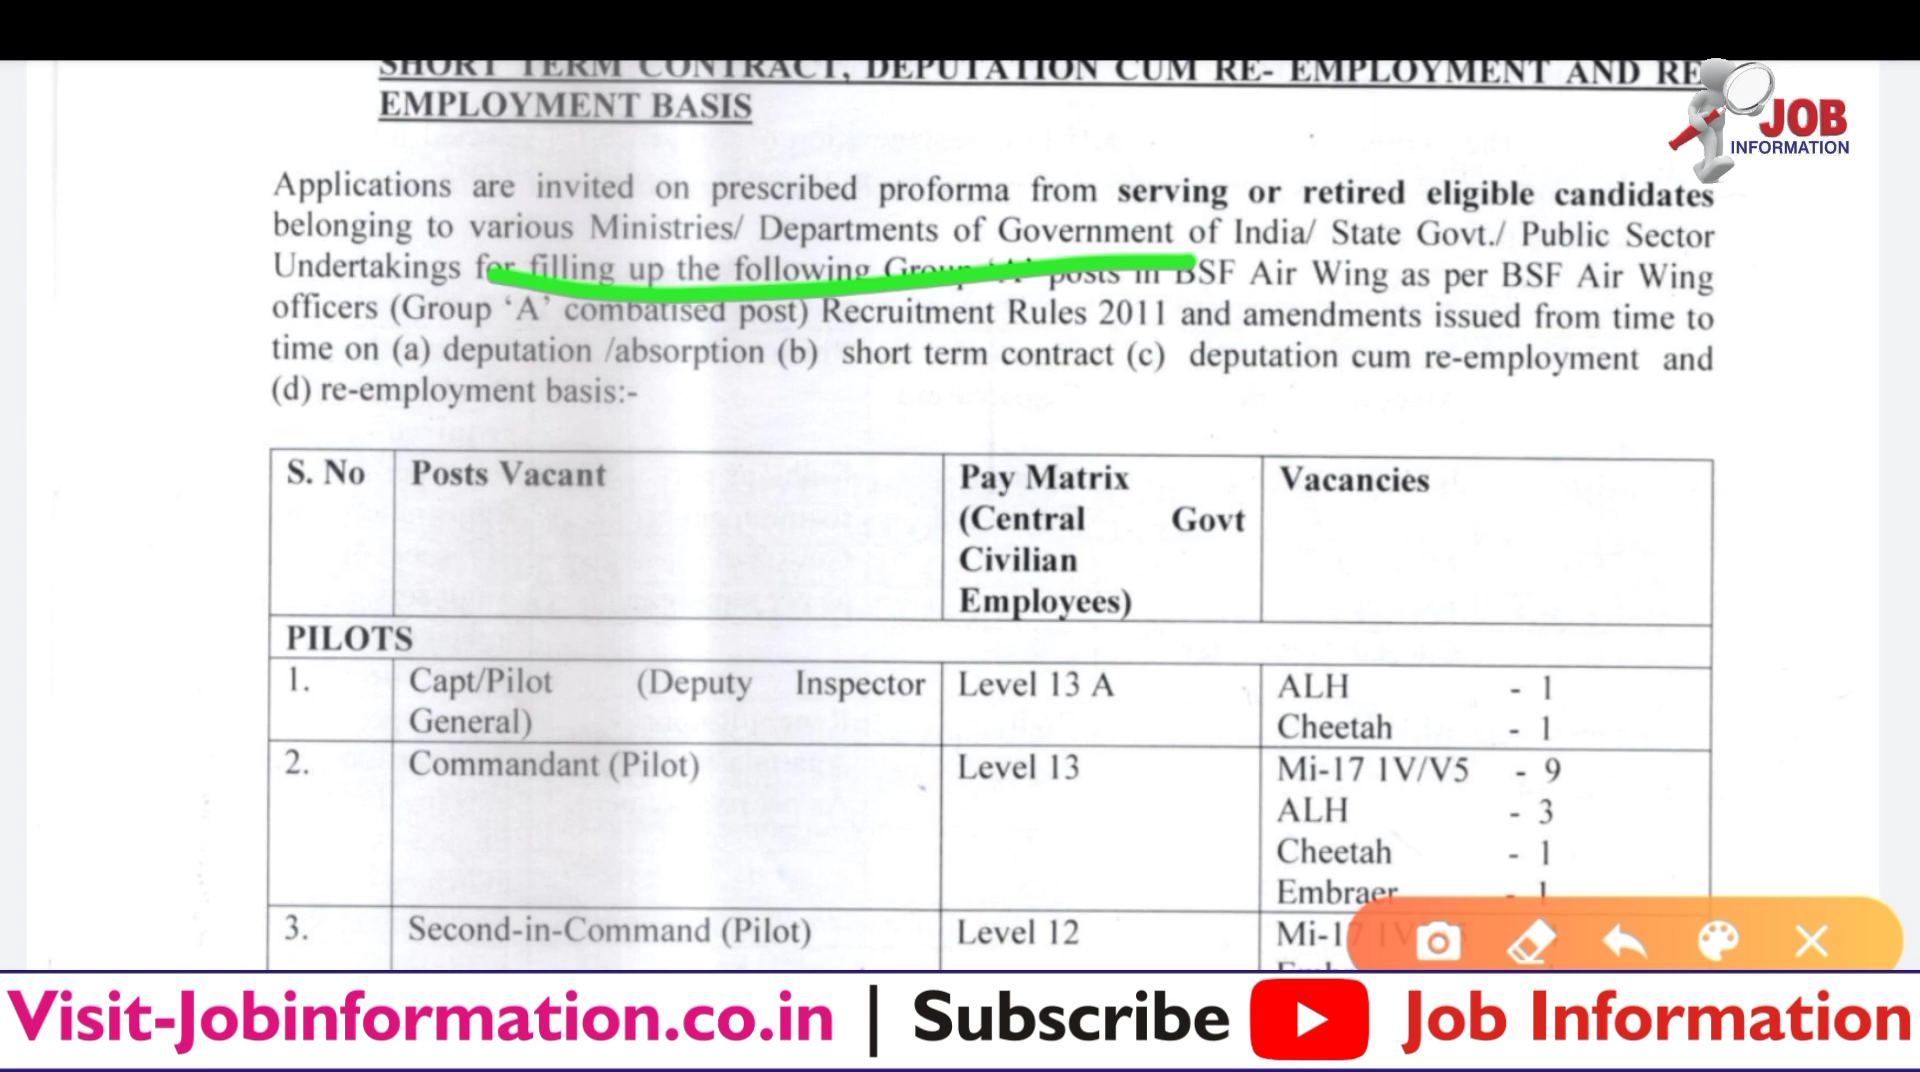 SHORT TERM CONTRACT, DEPUTATION CUM RE- EMPLOYMENT AND RE
EMPLOYMENT BASIS
JOB
INFORMATION
Applications are invited on prescribed proforma from serving or retired eligible candidates
belonging to various Ministries/ Departments of Government of India/ State Govt./ Public Sector
Undertakings for filling up the following Group 'A' posts in BSF Air Wing as per BSF Air Wing
officers (Group 'A' combatised post) Recruitment Rules 2011 and amendments issued from time to
time on (a) deputation /absorption (b) short term contract (c) deputation cum re-employment and
(d) re-employment basis:-
S. No Posts Vacant Pay Matrix Vacancies
(Central Govt
Civilian
Employees)
PILOTS
1. Capt/Pilot (Deputy Inspector Level 13 A ALH - 1
General) Cheetah - 1
2. Commandant (Pilot) Level 13 Mi-17 1V/V5 - 9
ALH - 3
Cheetah - 1
Embraer - 1
3. Second-in-Command (Pilot) Level 12 Mi-17
Visit-Jobinformation.co.in | Subscribe Job Information